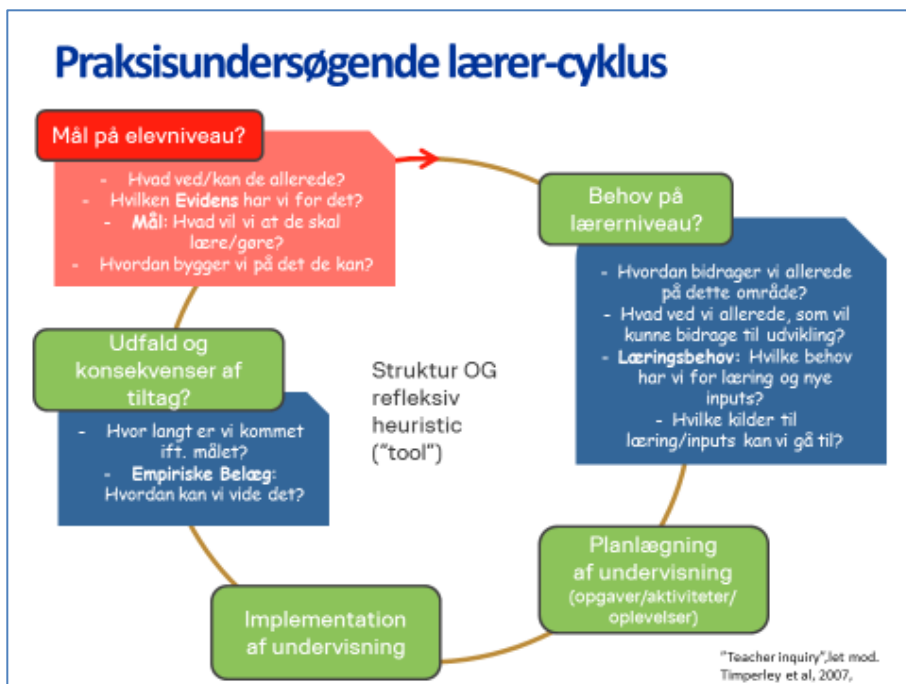 Praksisundersøgende lærer-cyklus
Mål på elevniveau?
- Hvad ved/kan de allerede?
- Hvilken Evidens har vi for det?
- Mål: Hvad vil vi at de skal
lære/gøre?
- Hvordan bygger vi på det de kan?
Behov på
lærerniveau?
- Hvordan bidrager vi allerede
på dette område?
- Hvad ved vi allerede, som vil
kunne bidrage til udvikling?
- Læringsbehov: Hvilke behov
har vi for læring og nye
inputs?
- Hvilke kilder til
læring/inputs kan vi gå til?
Planlægning
af undervisning
(opgaver/aktiviteter/
oplevelser)
Implementation
af undervisning
Udfald og
konsekvenser af
tiltag?
- Hvor langt er vi kommet
ift. målet?
- Empiriske Belæg:
Hvordan kan vi vide det?
Struktur OG
refleksiv
heuristic
("tool")
"Teacher inquiry",let mod.
Timperley et al, 2007,